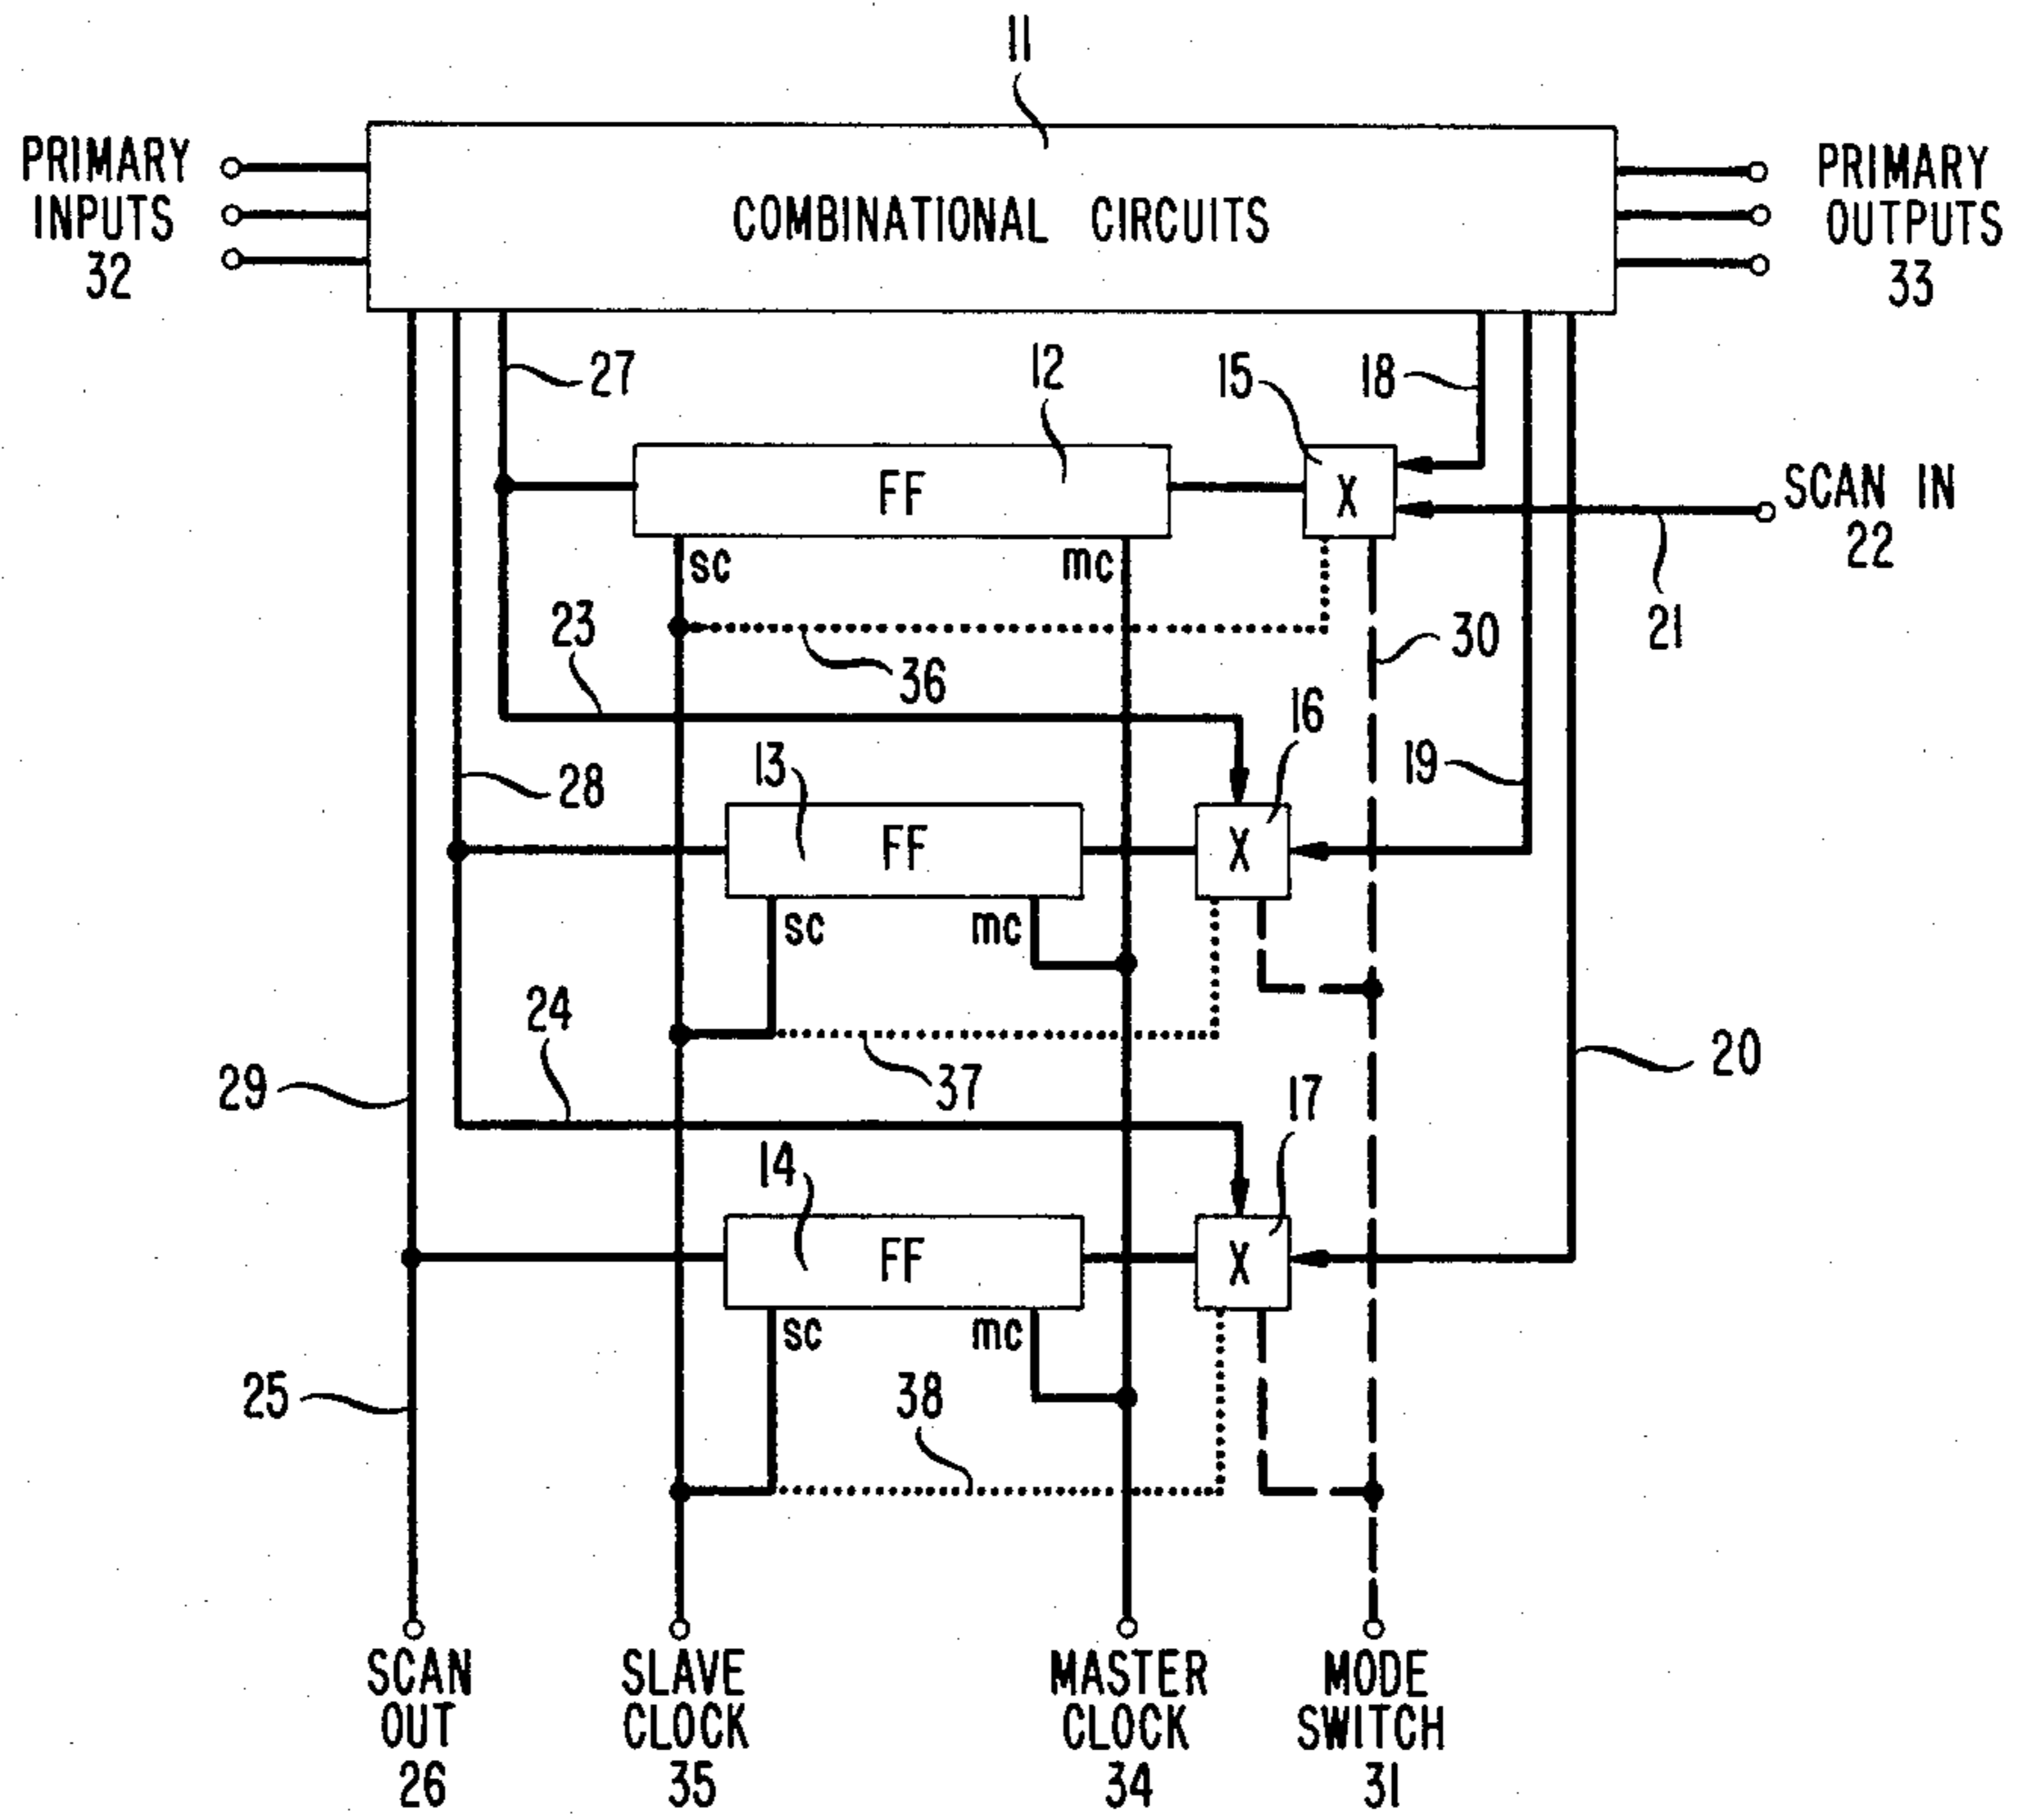 11
PRIMARY
INPUTS
32
COMBINATIONAL CIRCUITS
PRIMARY
OUTPUTS
33
27
12
15
18
FF
X
SCAN IN
22
sc
mc
21
23
36
30
16
28
13
19
FF
X
sc
mc
24
29
37
20
17
14
FF
X
sc
mc
25
38
SCAN
OUT
26
SLAVE
CLOCK
35
MASTER
CLOCK
34
MODE
SWITCH
31